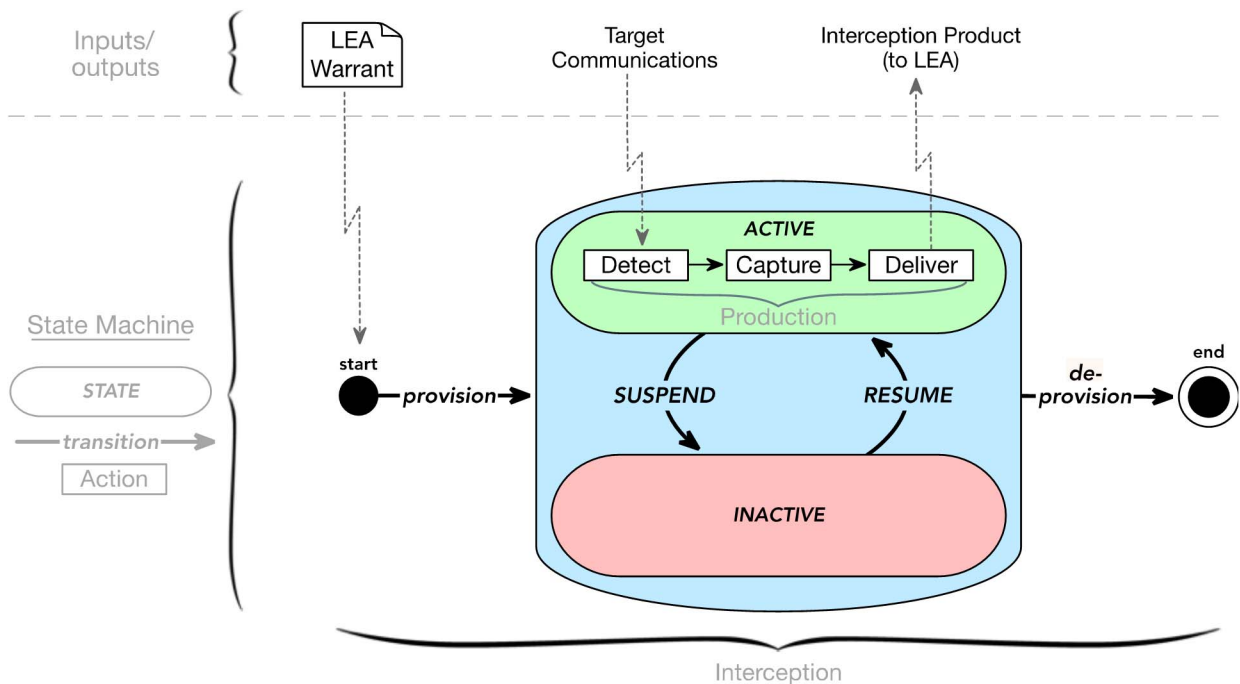 Inputs/
outputs
LEA
Warrant
Target
Communications
Interception Product
(to LEA)
ACTIVE
Detect
Capture
Deliver
Production
State Machine
STATE
transition
Action
start
provision
SUSPEND
RESUME
de-
provision
end
INACTIVE
Interception